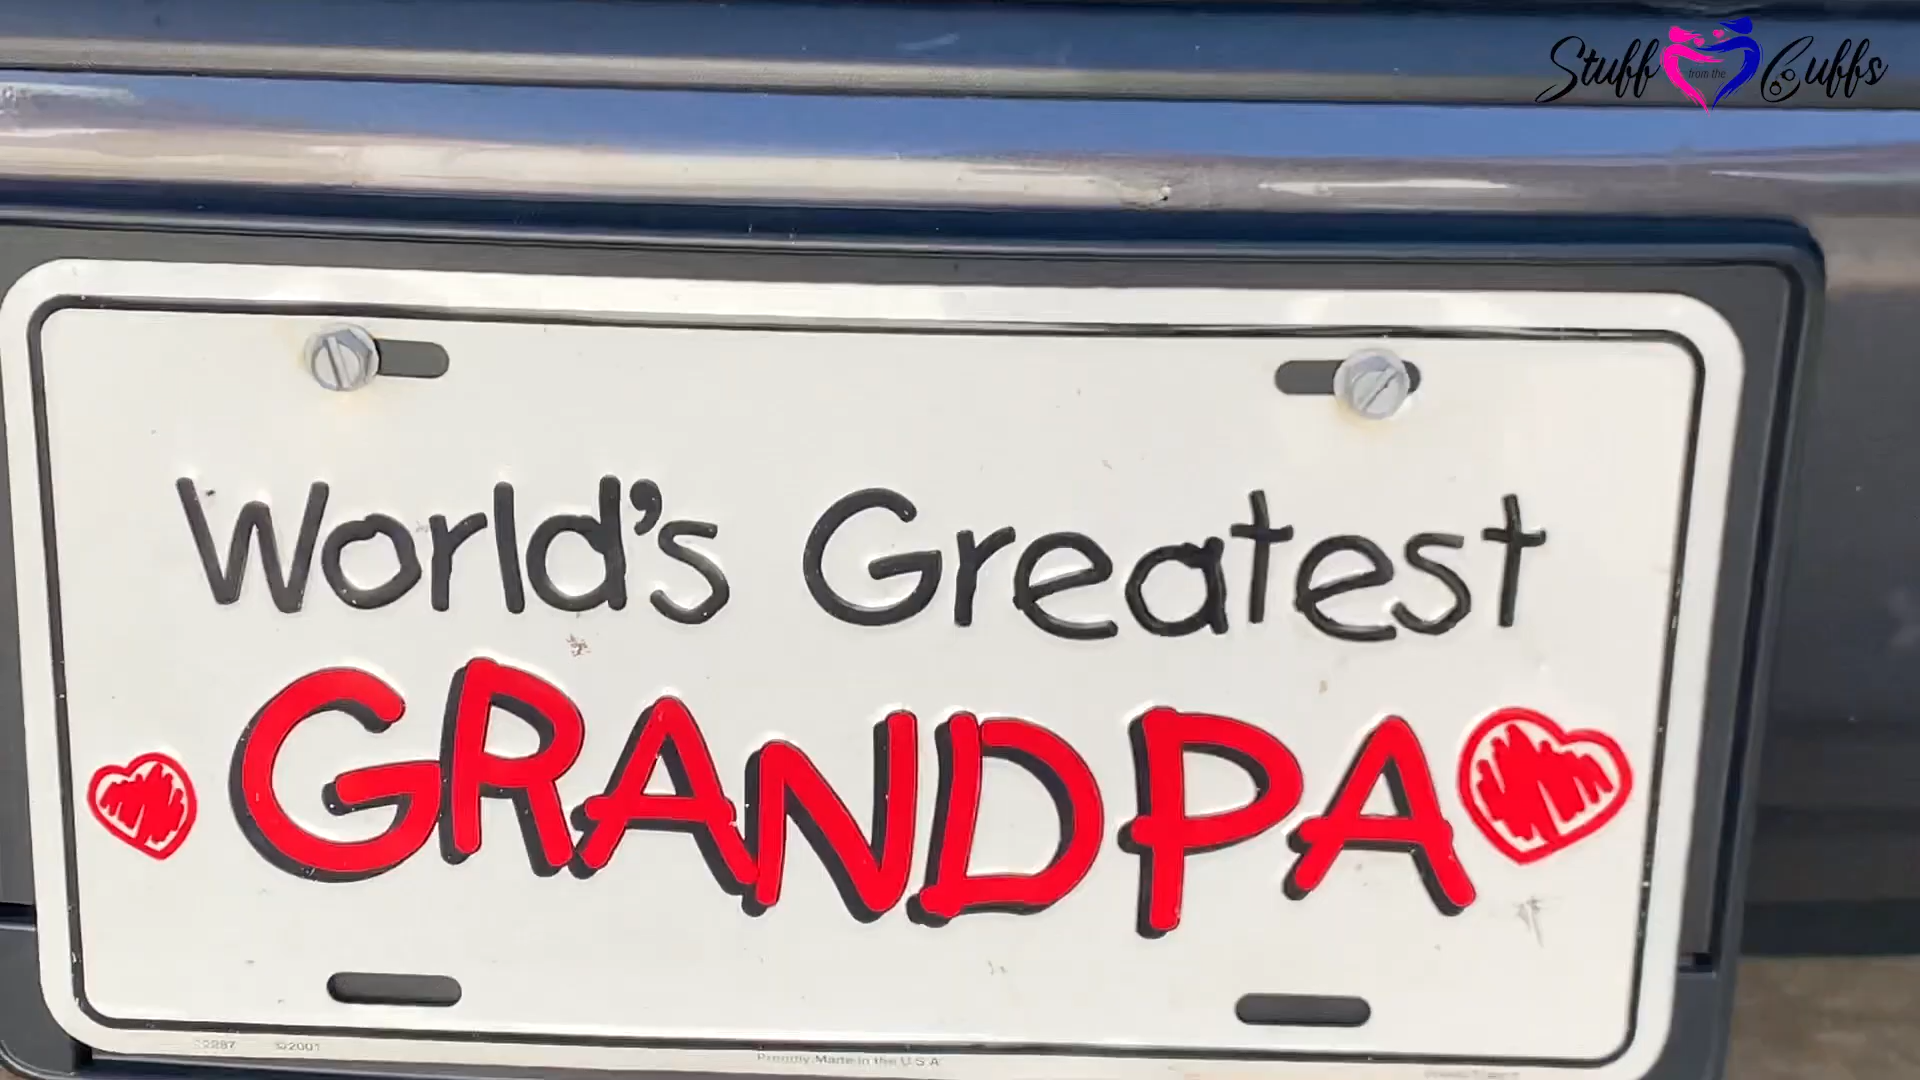 Stuff from the Cuffs
World's Greatest
GRANDPA
©2001
Proudly Made in the U S A